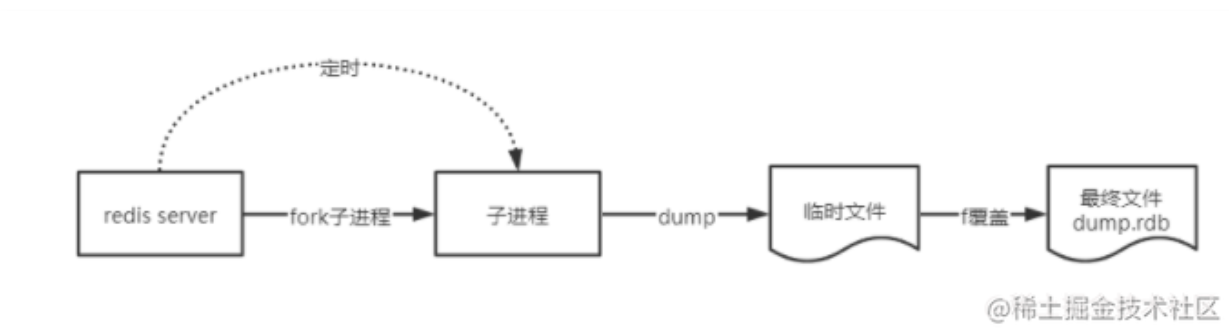 定时
redis server
fork子进程
子进程
dump
临时文件
f覆盖
最终文件
dump.rdb
@稀土掘金技术社区